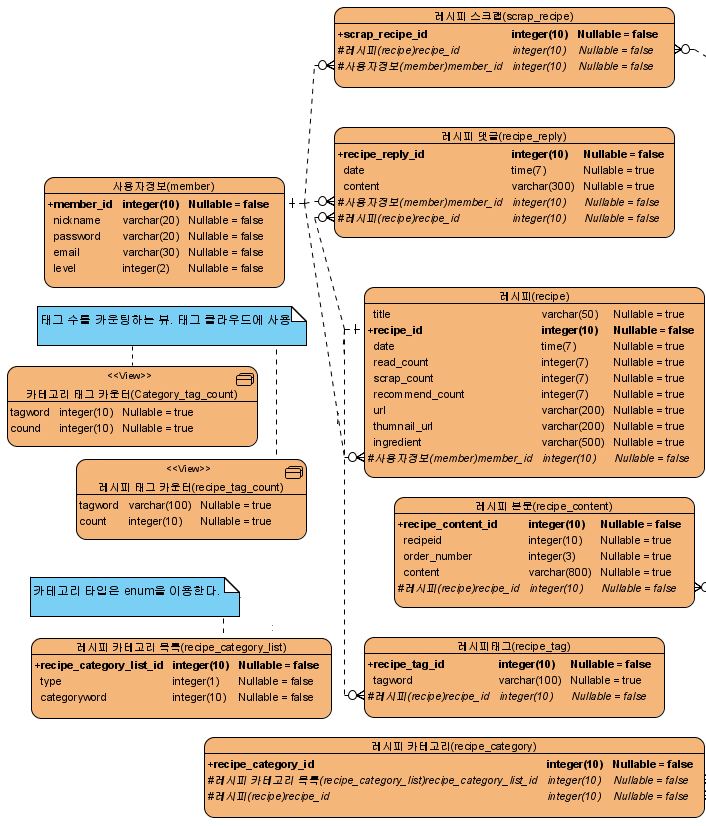 레시피 스크랩(scrap_recipe)
+scrap_recipe_id integer(10) Nullable = false
#레시피(recipe)recipe_id integer(10) Nullable = false
#사용자정보(member)member_id integer(10) Nullable = false
레시피 댓글(recipe_reply)
+recipe_reply_id integer(10) Nullable = false
date time(7) Nullable = true
content varchar(300) Nullable = true
#사용자정보(member)member_id integer(10) Nullable = false
#레시피(recipe)recipe_id integer(10) Nullable = false
사용자정보(member)
+member_id integer(10) Nullable = false
nickname varchar(20) Nullable = false
password varchar(20) Nullable = false
email varchar(30) Nullable = false
level integer(2) Nullable = false
레시피(recipe)
title varchar(50) Nullable = true
+recipe_id integer(10) Nullable = false
date time(7) Nullable = true
read_count integer(7) Nullable = true
scrap_count integer(7) Nullable = true
recommend_count integer(7) Nullable = true
url varchar(200) Nullable = true
thumnail_url varchar(200) Nullable = true
ingredient varchar(500) Nullable = true
#사용자정보(member)member_id integer(10) Nullable = false
태그 수를 카운팅하는 뷰. 태그 클라우드에 사용
<<View>>
카테고리 태그 카운터(Category_tag_count)
tagword integer(10) Nullable = true
cound integer(10) Nullable = true
<<View>>
레시피 태그 카운터(recipe_tag_count)
tagword varchar(100) Nullable = true
count integer(10) Nullable = true
레시피 본문(recipe_content)
+recipe_content_id integer(10) Nullable = false
recipeid integer(10) Nullable = true
order_number integer(3) Nullable = true
content varchar(800) Nullable = true
#레시피(recipe)recipe_id integer(10) Nullable = false
카테고리 타입은 enum을 이용한다.
레시피 카테고리 목록(recipe_category_list)
+recipe_category_list_id integer(10) Nullable = false
type integer(1) Nullable = false
categoryword integer(10) Nullable = false
레시피태그(recipe_tag)
+recipe_tag_id integer(10) Nullable = false
tagword varchar(100) Nullable = true
#레시피(recipe)recipe_id integer(10) Nullable = false
레시피 카테고리(recipe_category)
+recipe_category_id integer(10) Nullable = false
#레시피 카테고리 목록(recipe_category_list)recipe_category_list_id integer(10) Nullable = false
#레시피(recipe)recipe_id integer(10) Nullable = false